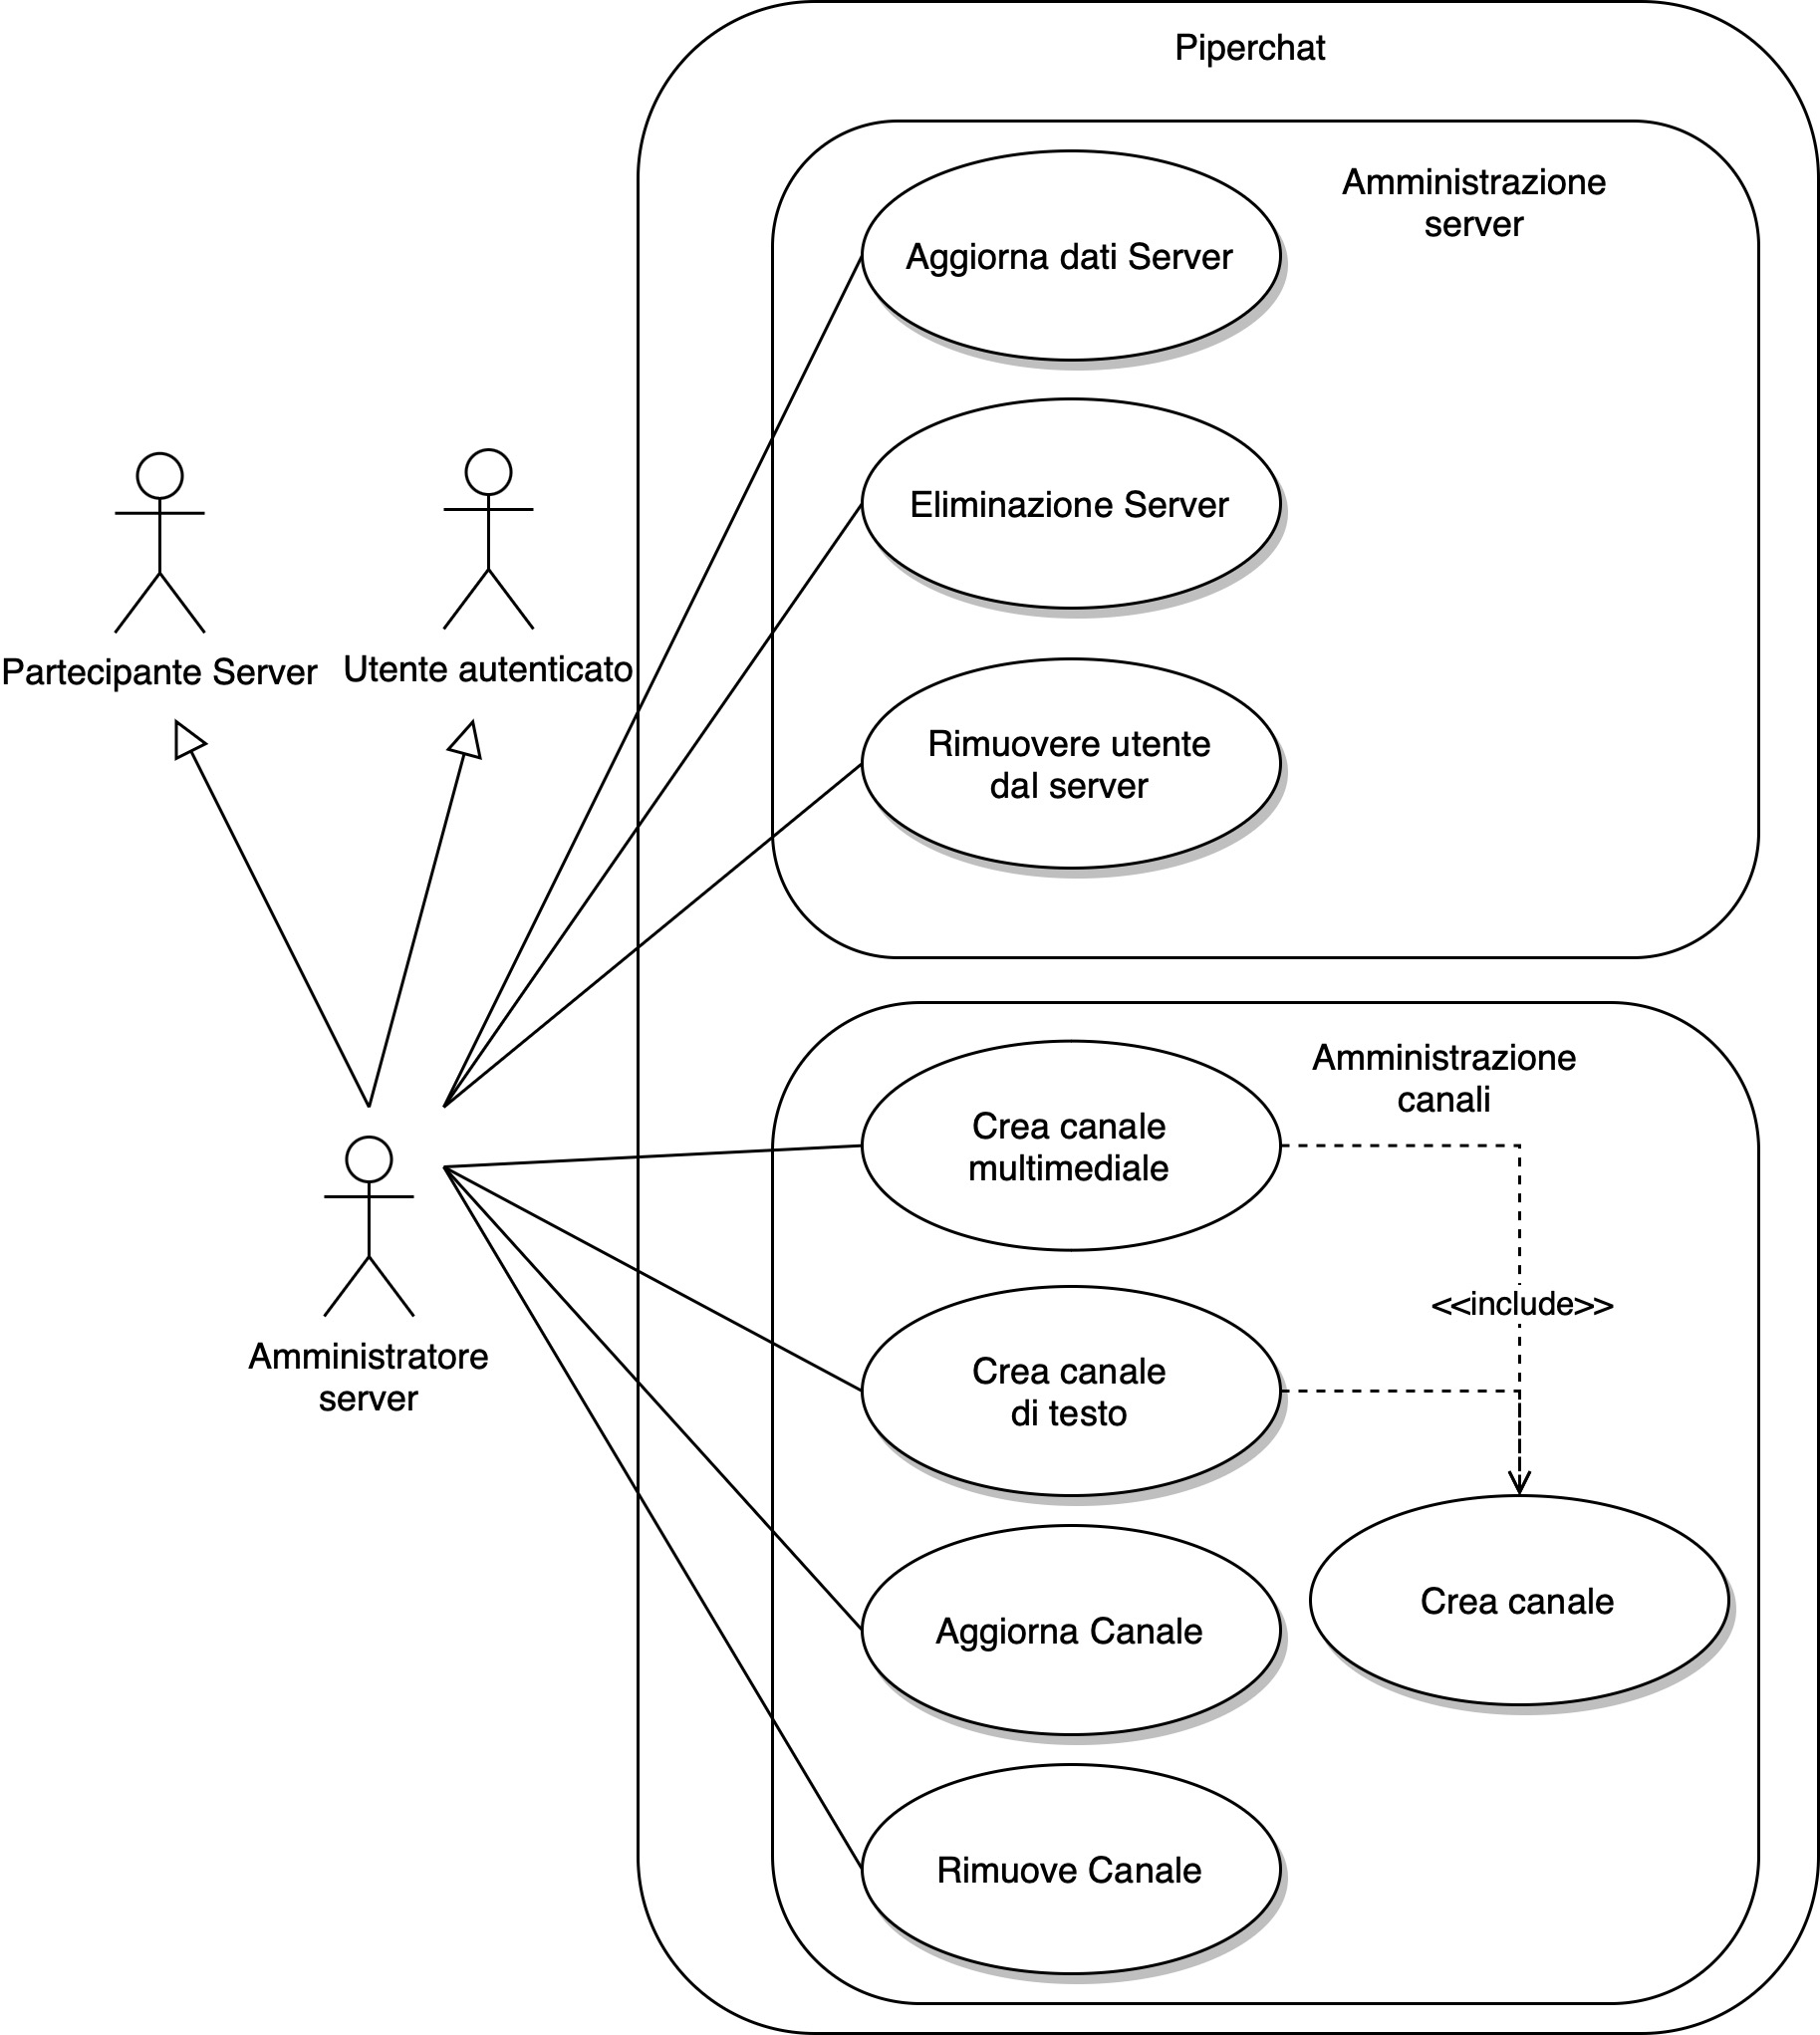 Piperchat
Amministrazione
server
Aggiorna dati Server
Eliminazione Server
Rimuovere utente
dal server
Partecipante Server
Utente autenticato
Amministratore
server
Amministrazione
canali
Crea canale
multimediale
<<include>>
Crea canale
di testo
Crea canale
Aggiorna Canale
Rimuove Canale